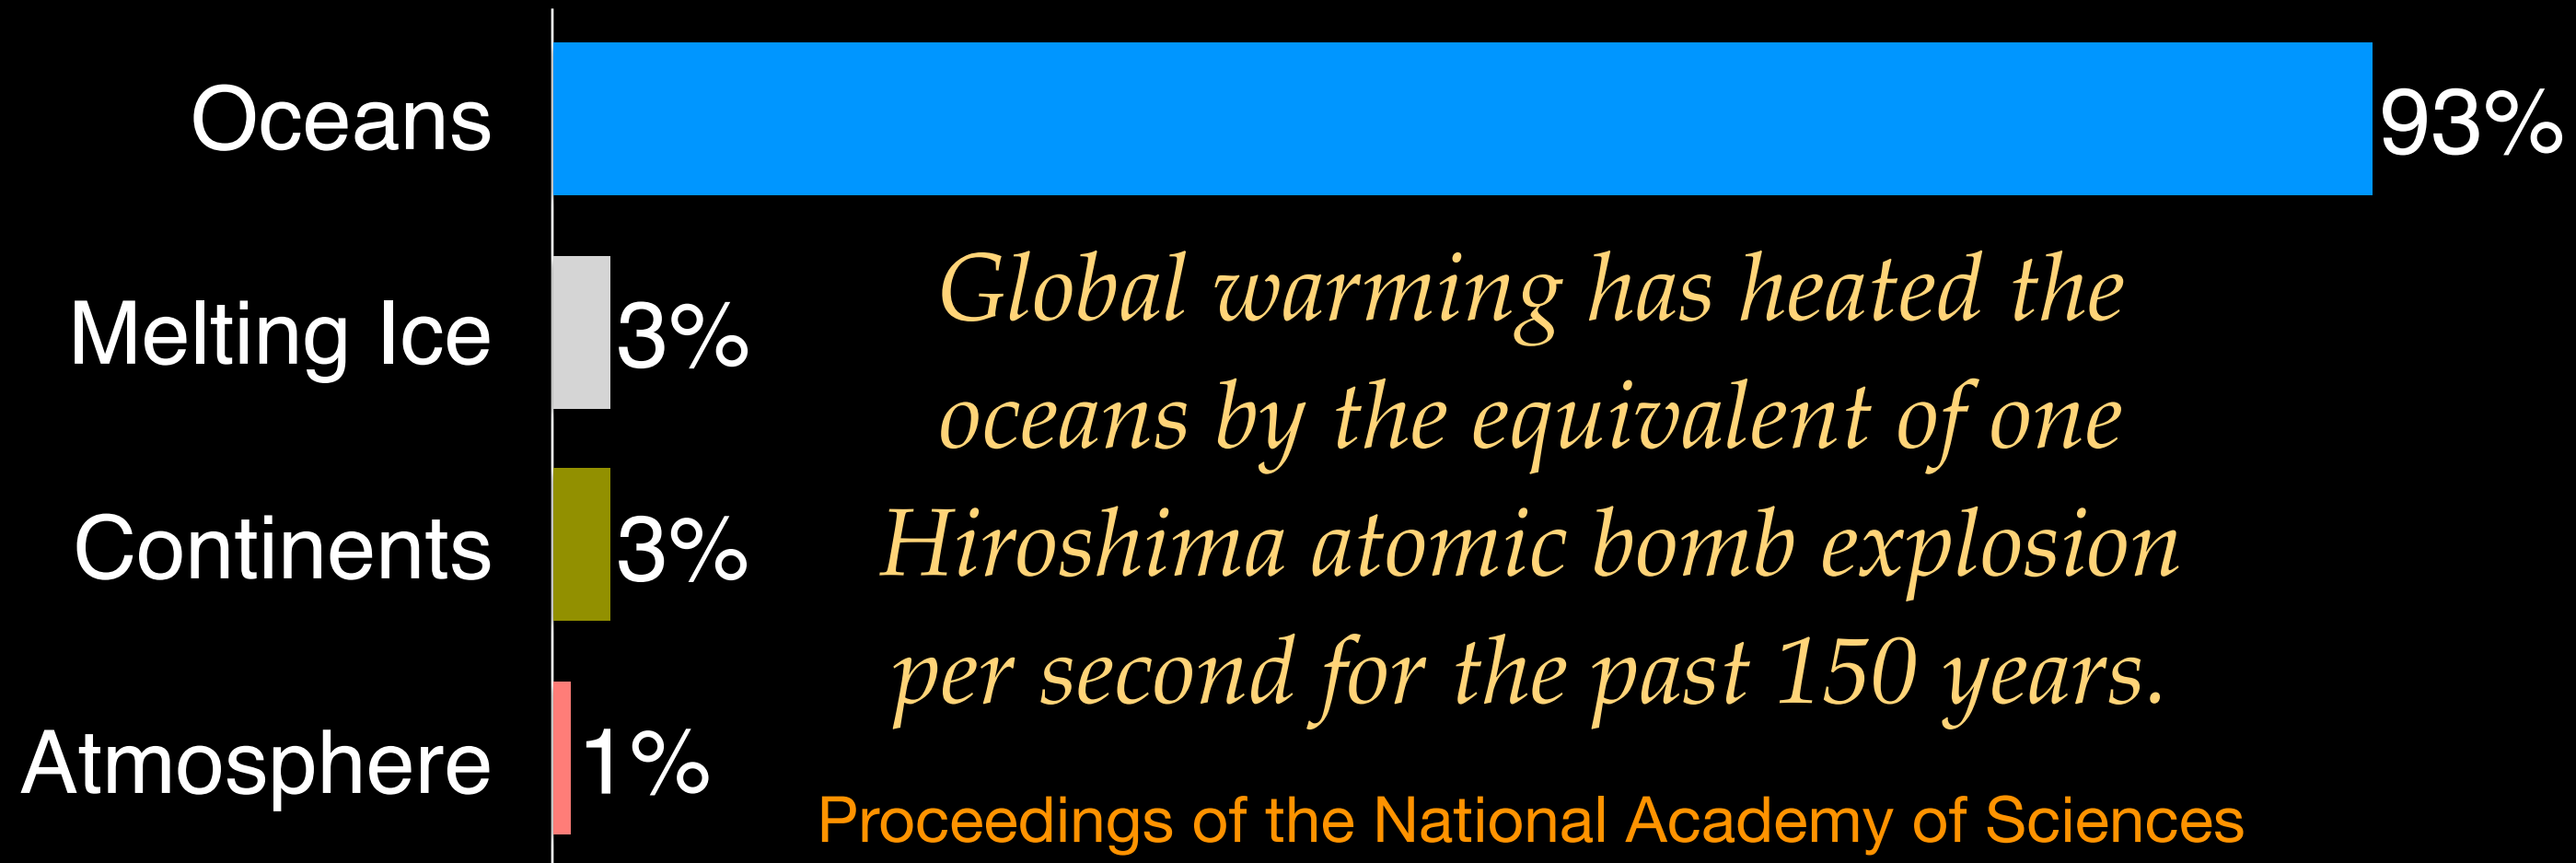 Oceans 93%
Melting Ice 3%
Continents 3%
Atmosphere 1%
Global warming has heated the
oceans by the equivalent of one
Hiroshima atomic bomb explosion
per second for the past 150 years.
Proceedings of the National Academy of Sciences